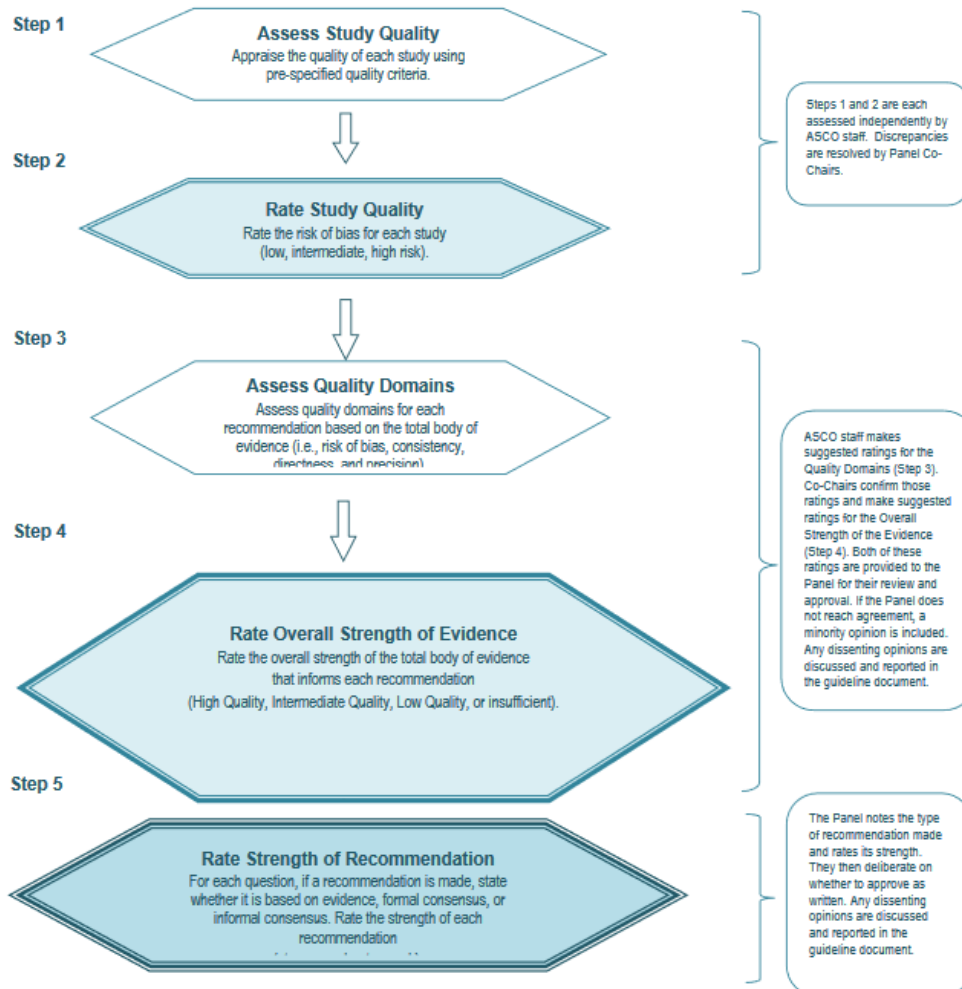 Step 1
Assess Study Quality
Appraise the quality of each study using
pre-specified quality criteria.
Steps 1 and 2 are each
assessed independently by
ASCO staff. Discrepancies
are resolved by Panel Co-
Chairs.
Step 2
Rate Study Quality
Rate the risk of bias for each study
(low, intermediate, high risk).
Step 3
Assess Quality Domains
Assess quality domains for each
recommendation based on the total body of
evidence (i.e., risk of bias, consistency,
directness, and precision)
ASCO staff makes
suggested ratings for the
Quality Domains (Step 3).
Co-Chairs confirm those
ratings and make suggested
ratings for the Overall
Strength of the Evidence
(Step 4). Both of these
ratings are provided to the
Panel for their review and
approval. If the Panel does
not reach agreement, a
minority opinion is included.
Any dissenting opinions are
discussed and reported in
the guideline document.
Step 4
Rate Overall Strength of Evidence
Rate the overall strength of the total body of evidence
that informs each recommendation
(High Quality, Intermediate Quality, Low Quality, or insufficient).
Step 5
Rate Strength of Recommendation
For each question, if a recommendation is made, state
whether it is based on evidence, formal consensus, or
informal consensus. Rate the strength of each
recommendation
The Panel notes the type
of recommendation made
and rates its strength.
They then deliberate on
whether to approve as
written. Any dissenting
opinions are discussed
and reported in the
guideline document.